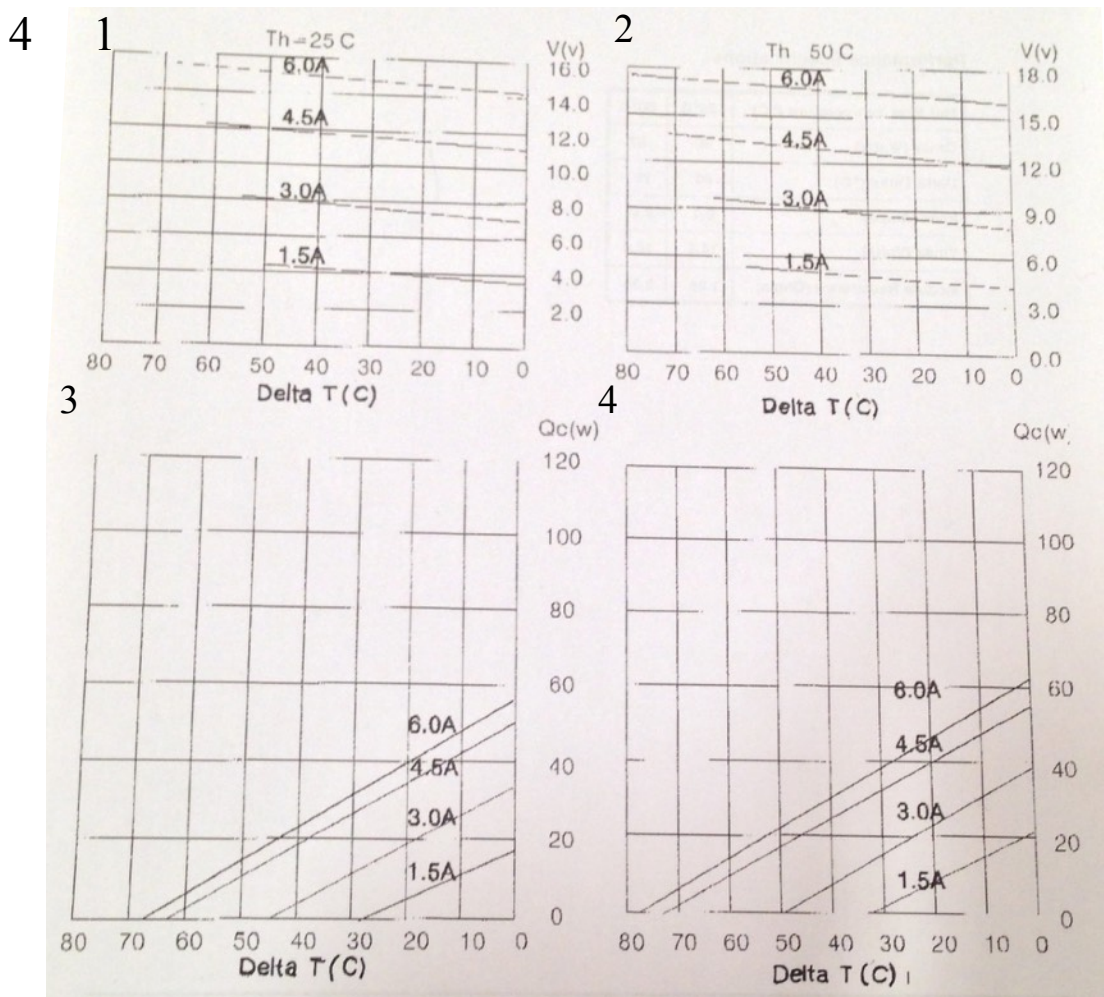 4
1
2
Th=25 C
V(v)
16.0
6.0A
14.0
4.5A
12.0
10.0
3.0A
8.0
6.0
1.5A
4.0
2.0
80 70 60 50 40 30 20 10 0
Delta T(C)
Th 50 C
V(v)
18.0
6.0A
15.0
4.5A
12.0
3.0A
9.0
6.0
1.5A
3.0
0.0
80 70 60 50 40 30 20 10 0
Delta T(C)
3
Qc(w)
120
100
80
60
6.0A
40
4.5A
3.0A
20
1.5A
0
80 70 60 50 40 30 20 10 0
Delta T(C)
4
Qc(w
120
100
80
60
6.0A
4.5A
40
3.0A
20
1.5A
0
80 70 60 50 40 30 20 10 0
Delta T(C)